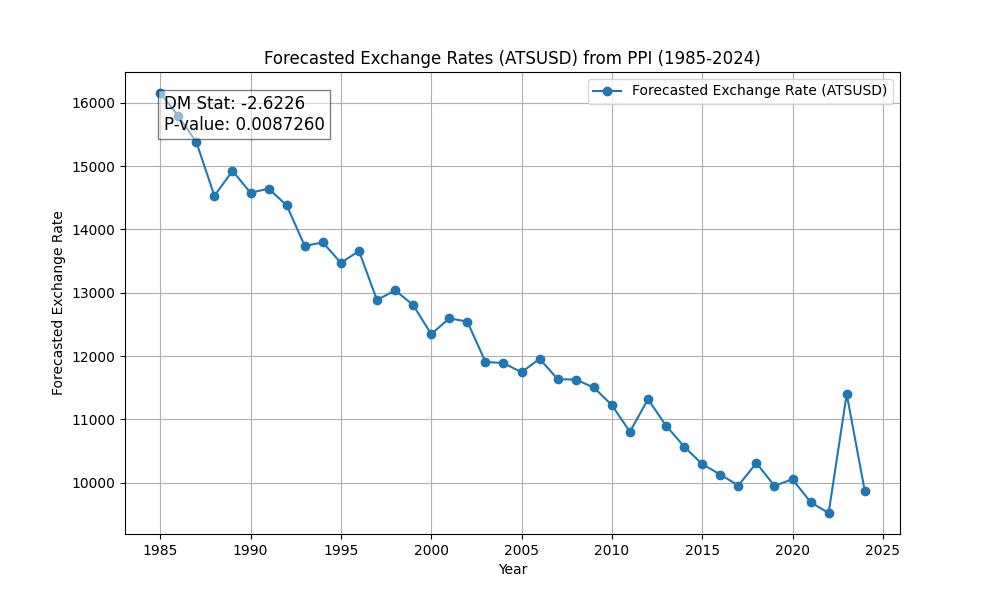 Forecasted Exchange Rates (ATSUSD) from PPI (1985-2024)
Forecasted Exchange Rate (ATSUSD)
DM Stat: -2.6226
P-value: 0.0087260
Forecasted Exchange Rate
16000
15000
14000
13000
12000
11000
10000
1985 1990 1995 2000 2005 2010 2015 2020 2025
Year